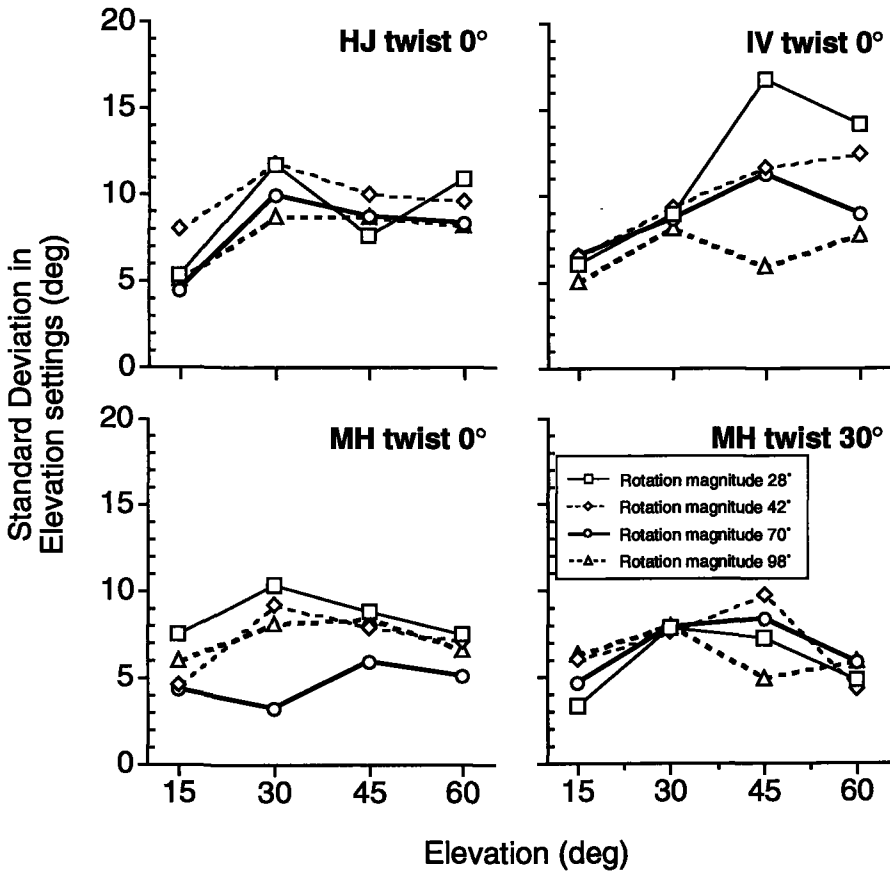 Standard Deviation in
Elevation settings (deg)
HJ twist 0°
20
15
10
5
0
IV twist 0°
MH twist 0°
20
15
10
5
0
15 30 45 60
MH twist 30°
Rotation magnitude 28°
Rotation magnitude 42°
Rotation magnitude 70°
Rotation magnitude 98°
15 30 45 60
Elevation (deg)